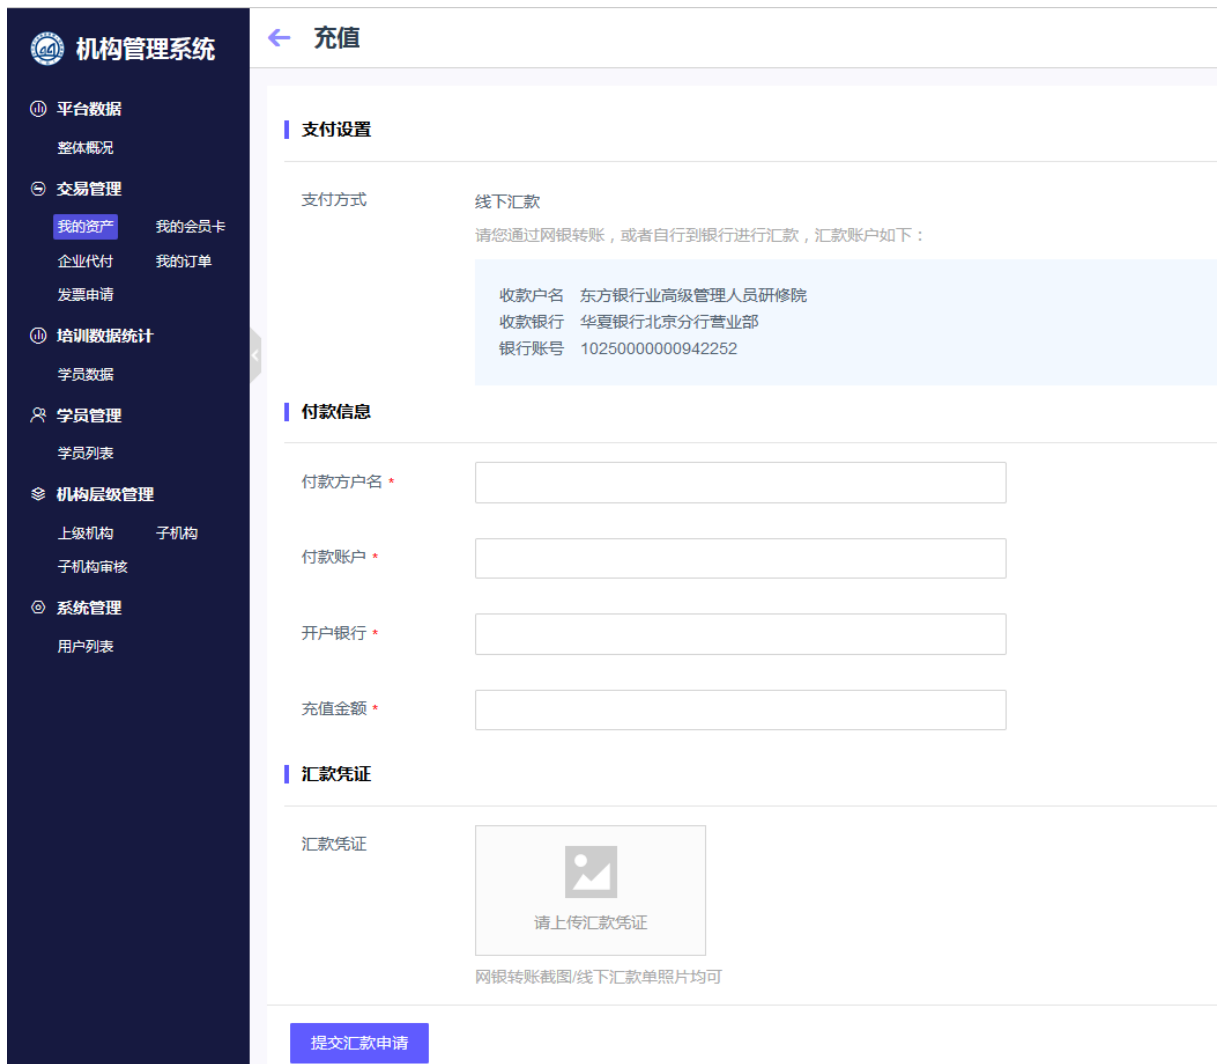 机构管理系统
平台数据
整体概况
交易管理
我的资产 我的会员卡
企业代付 我的订单
发票申请
培训数据统计
学员数据
学员管理
学员列表
机构层级管理
上级机构 子机构
子机构审核
系统管理
用户列表
充值
支付设置
支付方式 线下汇款
请您通过网银转账，或者自行到银行进行汇款，汇款账户如下：
收款户名 东方银行业高级管理人员研修院
收款银行 华夏银行北京分行营业部
银行账号 10250000000942252
付款信息
付款方户名 *
付款账户 *
开户银行 *
充值金额 *
汇款凭证
汇款凭证
请上传汇款凭证
网银转账截图/线下汇款单照片均可
提交汇款申请